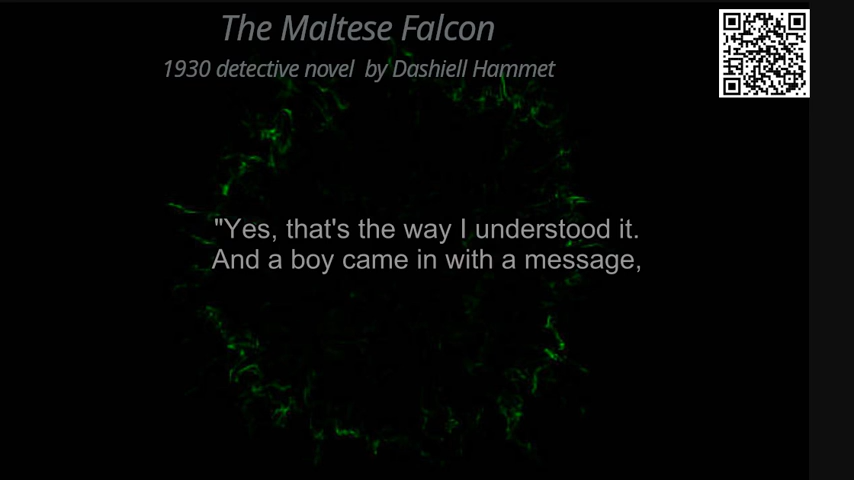 The Maltese Falcon
1930 detective novel  by Dashiell Hammet
"Yes, that's the way I understood it.
And a boy came in with a message,